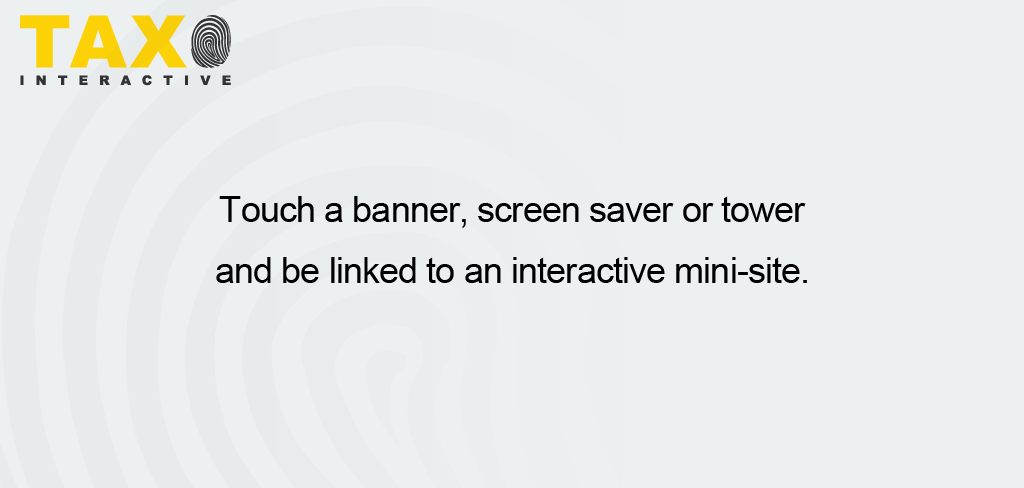 TAXO
INTERACTIVE
Touch a banner, screen saver or tower
and be linked to an interactive mini-site.